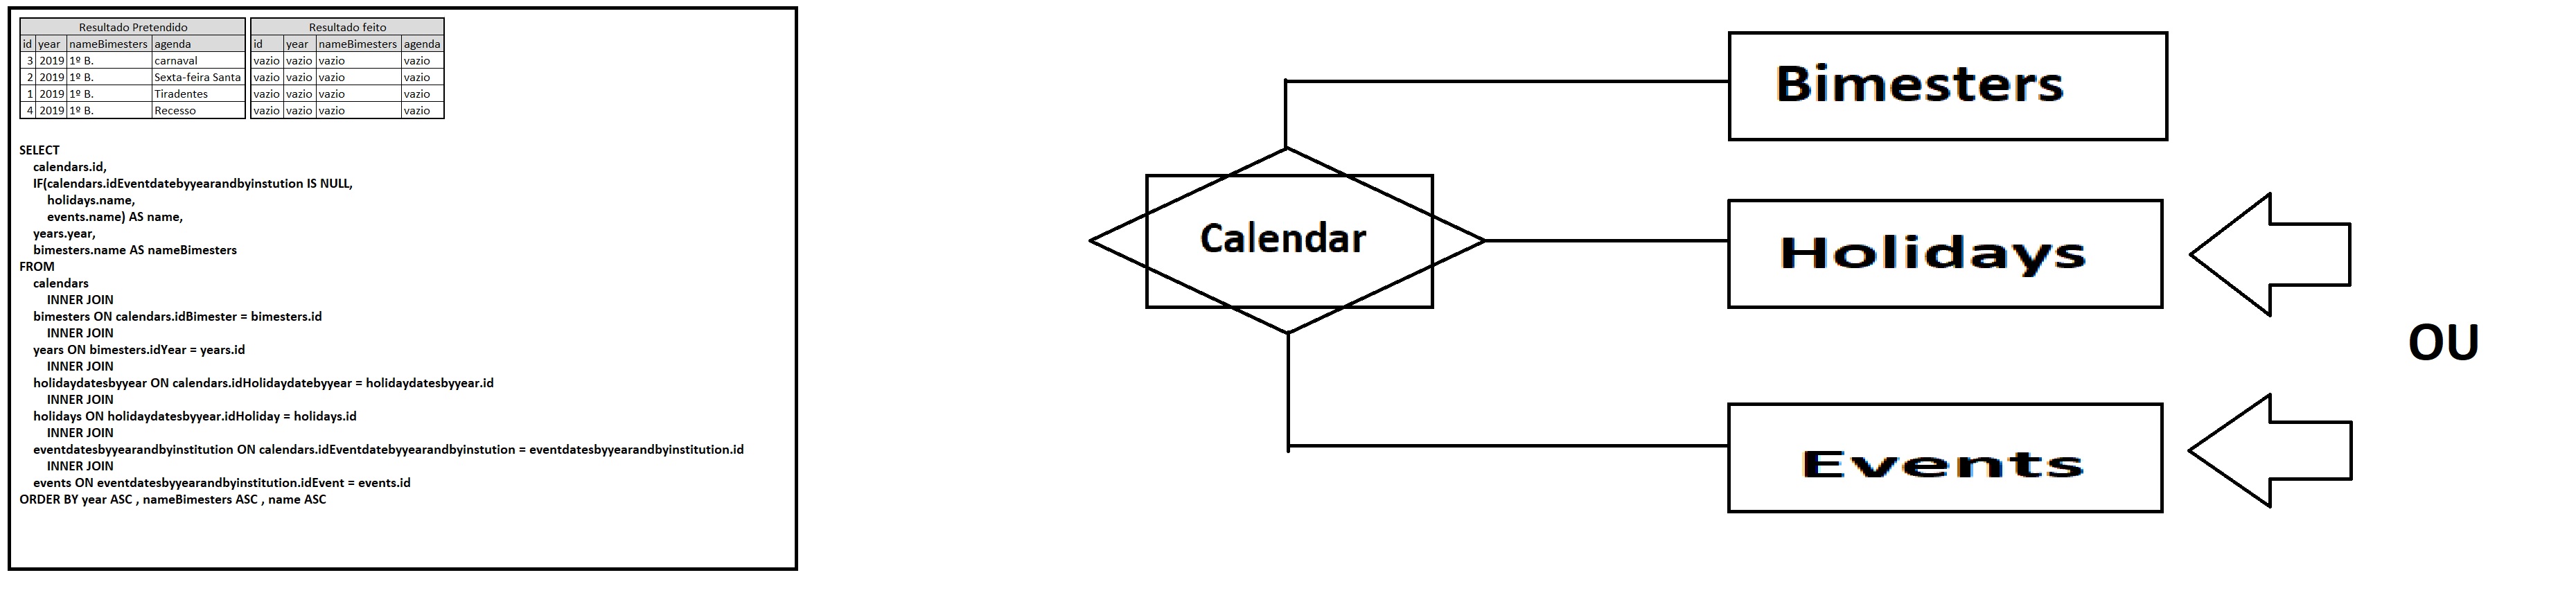 Resultado Pretendido Resultado feito
id year nameBimesters agenda id year nameBimesters agenda
3 2019 1º B. carnaval vazio vazio vazio vazio
2 2019 1º B. Sexta-feira Santa vazio vazio vazio vazio
1 2019 1º B. Tiradentes vazio vazio vazio vazio
4 2019 1º B. Recesso vazio vazio vazio vazio
SELECT
calendars.id,
IF(calendars.idEventdatebyyearandbyinstution IS NULL,
holidays.name,
events.name) AS name,
years.year,
bimesters.name AS nameBimesters
FROM
calendars
INNER JOIN
bimesters ON calendars.idBimester = bimesters.id
INNER JOIN
years ON bimesters.idYear = years.id
INNER JOIN
holidaydatesbyyear ON calendars.idHolidaydatebyyear = holidaydatesbyyear.id
INNER JOIN
holidays ON holidaydatesbyyear.idHoliday = holidays.id
INNER JOIN
eventdatesbyyearandbyinstitution ON calendars.idEventdatebyyearandbyinstution = eventdatesbyyearandbyinstitution.id
INNER JOIN
events ON eventdatesbyyearandbyinstitution.idEvent = events.id
ORDER BY year ASC , nameBimesters ASC , name ASC
Bimesters
Calendar
Holidays
OU
Events